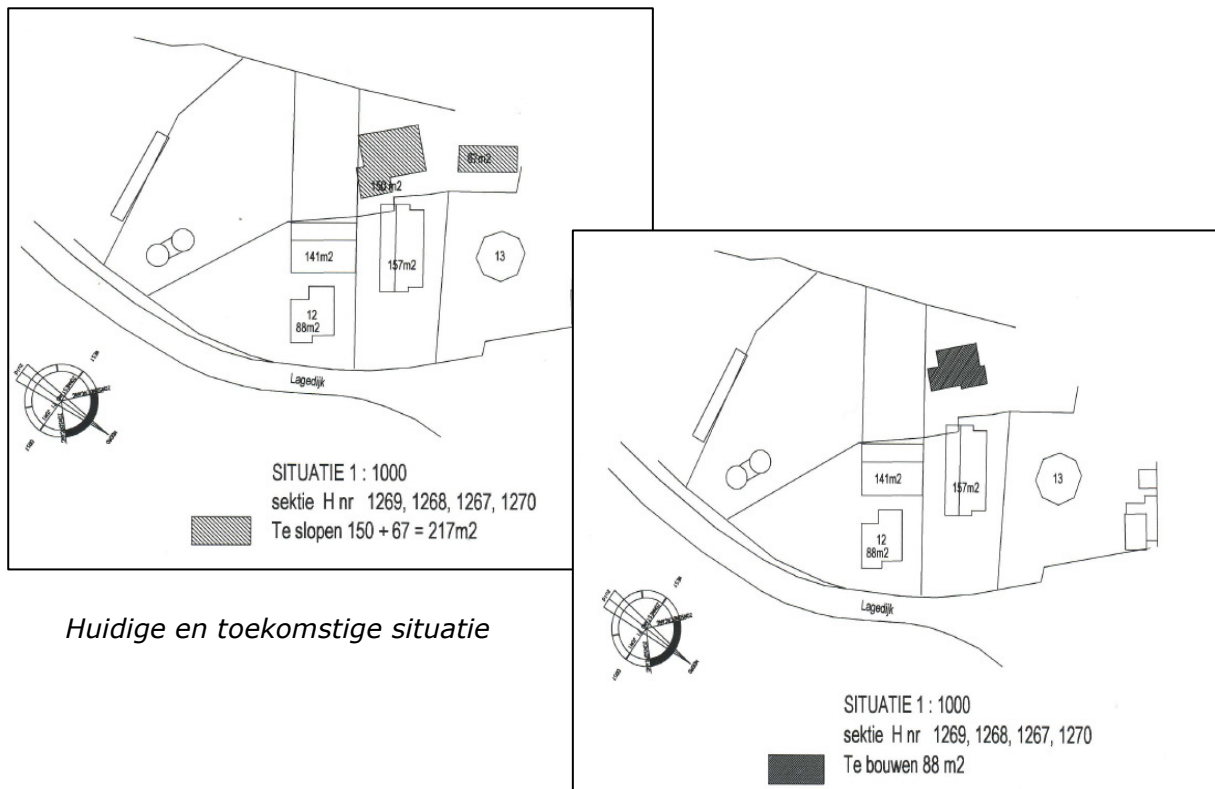 150 m2
67m2
141m2
157m2
13
12
88m2
Lagedijk
SITUATIE 1 : 1000
sektie H nr 1269, 1268, 1267, 1270
Te slopen 150 + 67 = 217m2
Huidige en toekomstige situatie
141m2
157m2
13
12
88m2
Lagedijk
SITUATIE 1 : 1000
sektie H nr 1269, 1268, 1267, 1270
Te bouwen 88 m2